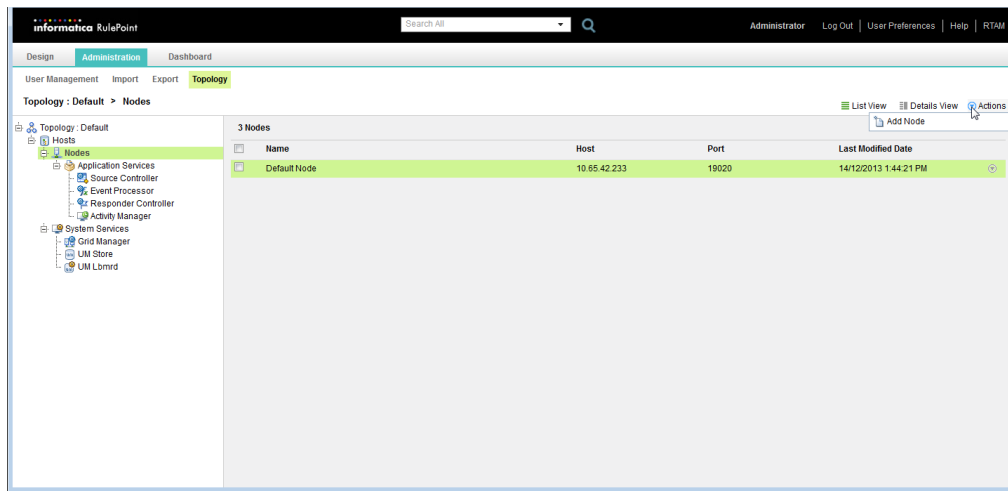 informatica RulePoint Search All Administrator Log Out | User Preferences | Help | RTAM
Design Administration Dashboard
User Management Import Export Topology
Topology : Default > Nodes
List View Details View Actions
Add Node
Topology : Default
Hosts
Nodes
Application Services
Source Controller
Event Processor
Responder Controller
Activity Manager
System Services
Grid Manager
UM Store
UM Lbmrd
3 Nodes
Name Host Port Last Modified Date
Default Node 10.65.42.233 19020 14/12/2013 1:44:21 PM